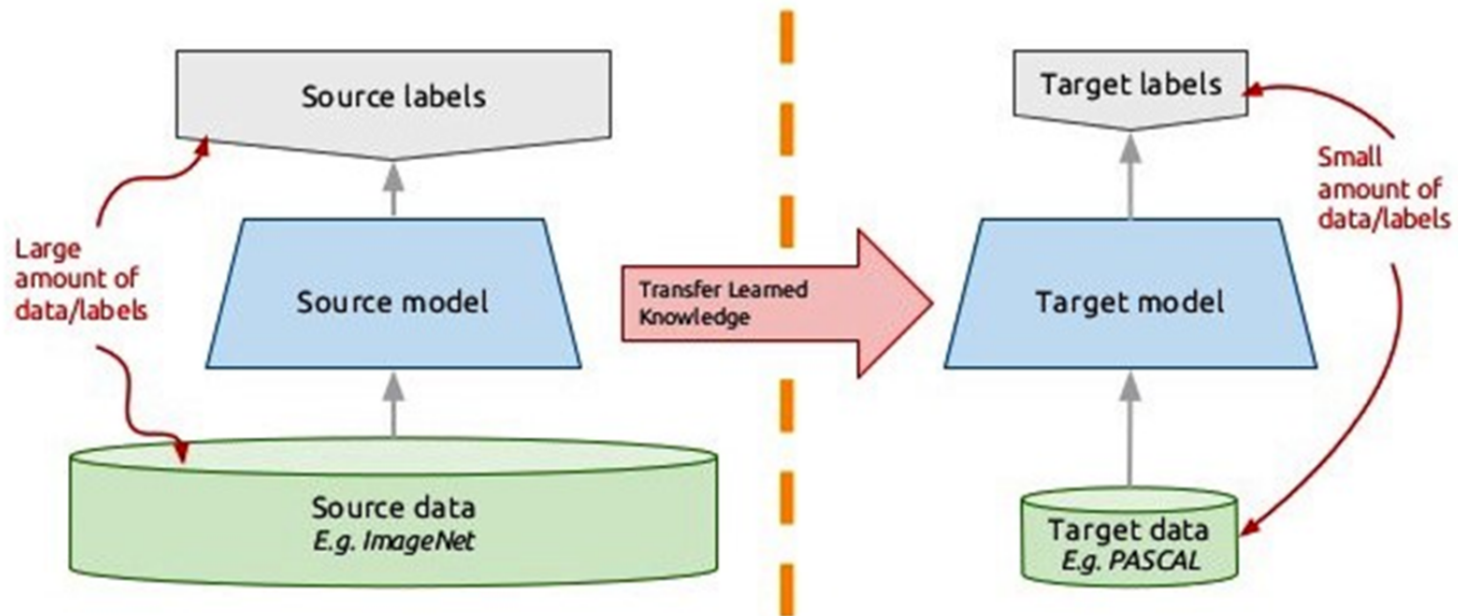 Source labels
Large
amount of
data/labels
Source model
Source data
E.g. ImageNet
Transfer Learned
Knowledge
Target labels
Small
amount of
data/labels
Target model
Target data
E.g. PASCAL